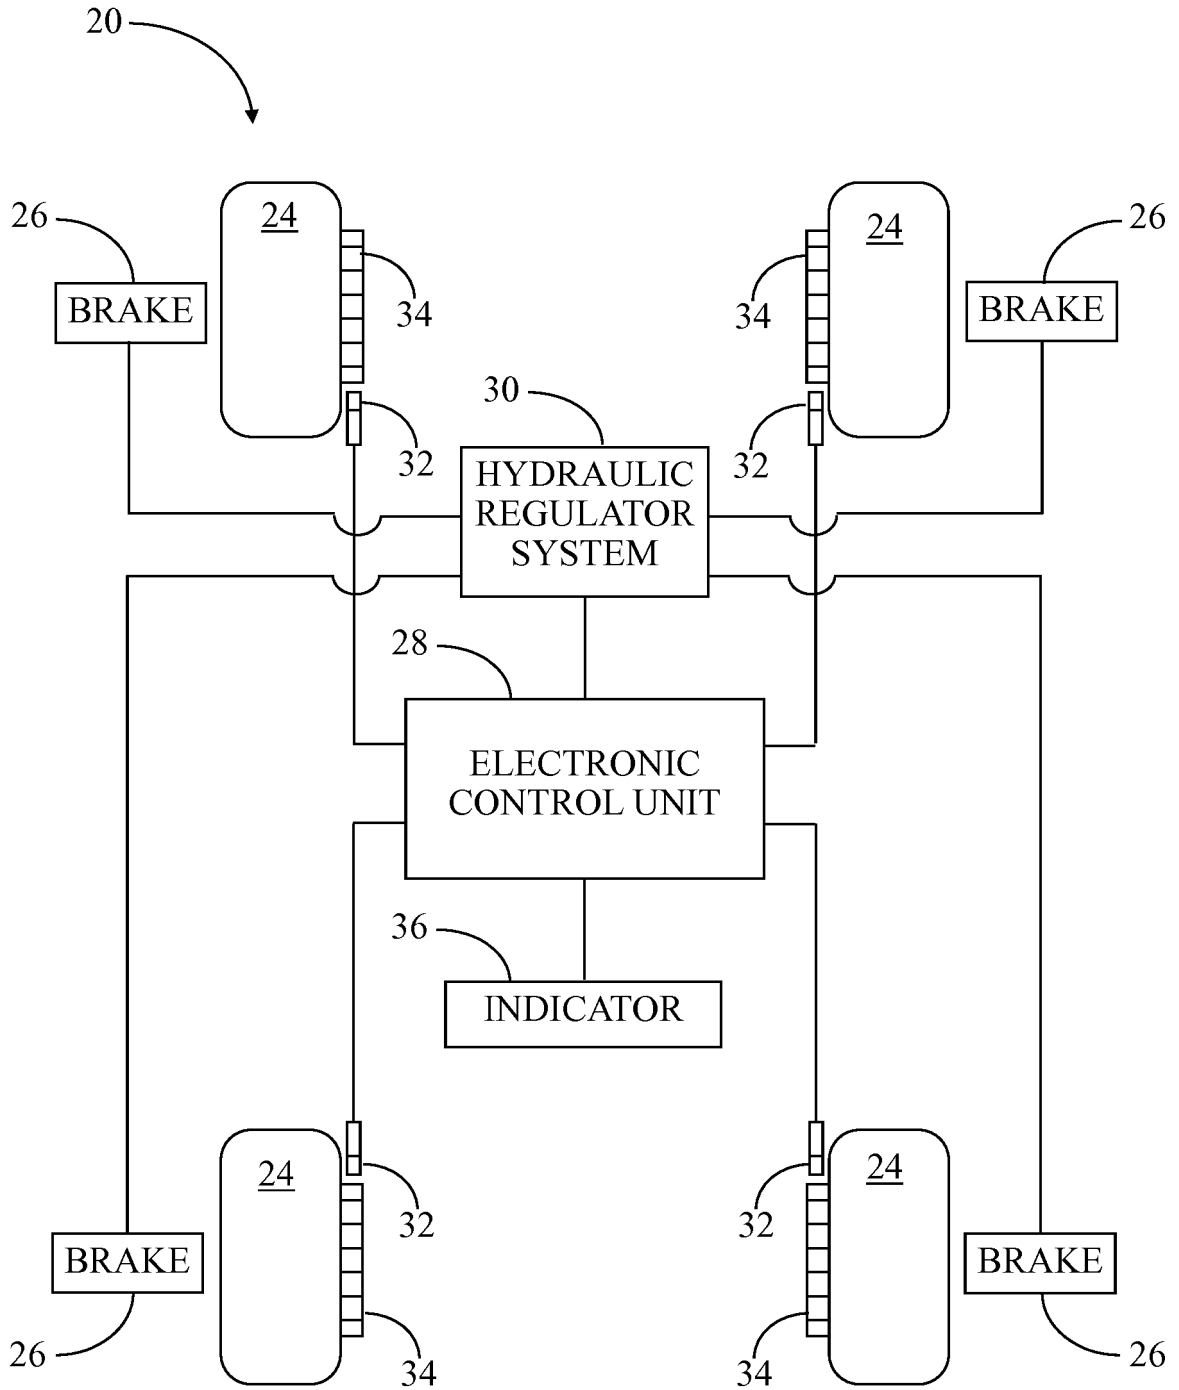 20
24
24
26
26
34
34
BRAKE
BRAKE
30
32
32
HYDRAULIC
REGULATOR
SYSTEM
28
ELECTRONIC
CONTROL UNIT
36
INDICATOR
24
24
32
32
BRAKE
BRAKE
26
34
34
26